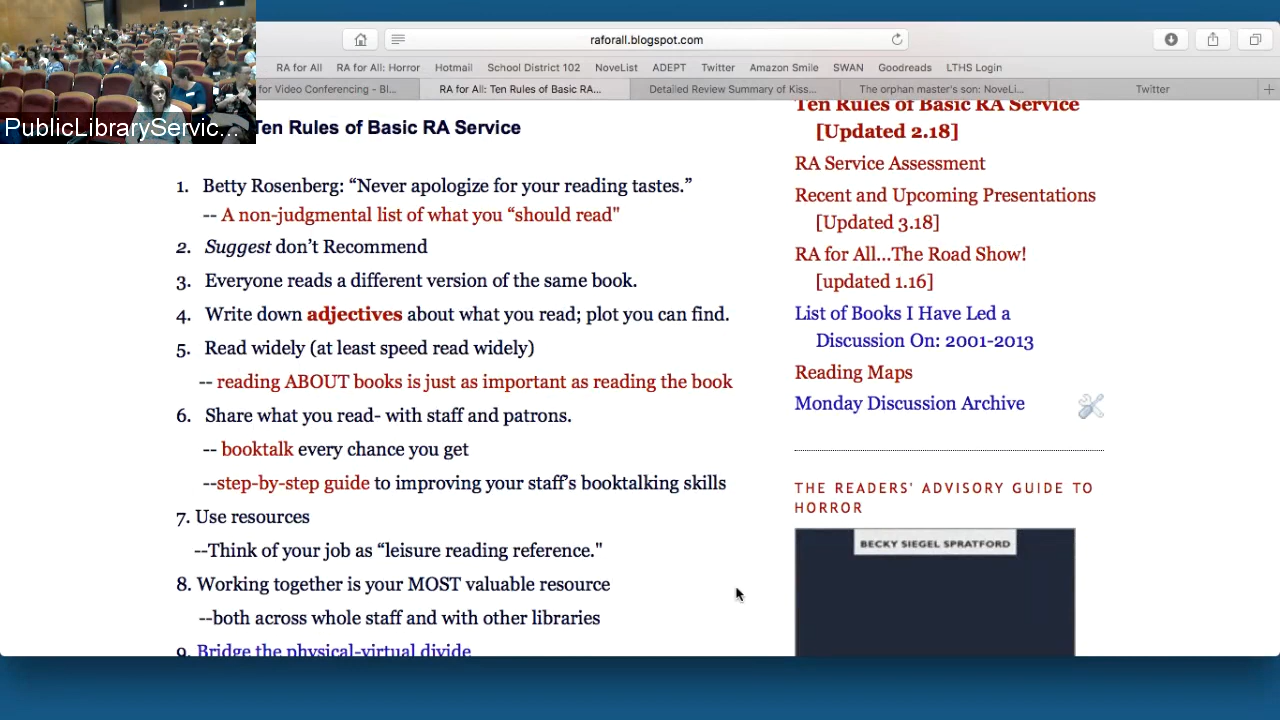 raforall.blogspot.com
RA for All
RA for All: Horror
Hotmail
School District 102
NoveList
ADEPT
Twitter
Amazon Smile
SWAN
Goodreads
LTHS Login
for Video Conferencing - Bl...
RA for All: Ten Rules of Basic RA...
Detailed Review Summary of Kiss...
The orphan master's son: NoveLi...
Twitter
PublicLibraryServic...
Ten Rules of Basic RA Service
1. Betty Rosenberg: “Never apologize for your reading tastes.”
-- A non-judgmental list of what you “should read"
2. Suggest don’t Recommend
3. Everyone reads a different version of the same book.
4. Write down adjectives about what you read; plot you can find.
5. Read widely (at least speed read widely)
-- reading ABOUT books is just as important as reading the book
6. Share what you read- with staff and patrons.
-- booktalk every chance you get
--step-by-step guide to improving your staff’s booktalking skills
7. Use resources
--Think of your job as “leisure reading reference."
8. Working together is your MOST valuable resource
--both across whole staff and with other libraries
9. Bridge the physical-virtual divide
Ten Rules of Basic RA Service
[Updated 2.18]
RA Service Assessment
Recent and Upcoming Presentations
[Updated 3.18]
RA for All...The Road Show!
[updated 1.16]
List of Books I Have Led a
Discussion On: 2001-2013
Reading Maps
Monday Discussion Archive
THE READERS' ADVISORY GUIDE TO
HORROR
BECKY SIEGEL SPRATFORD